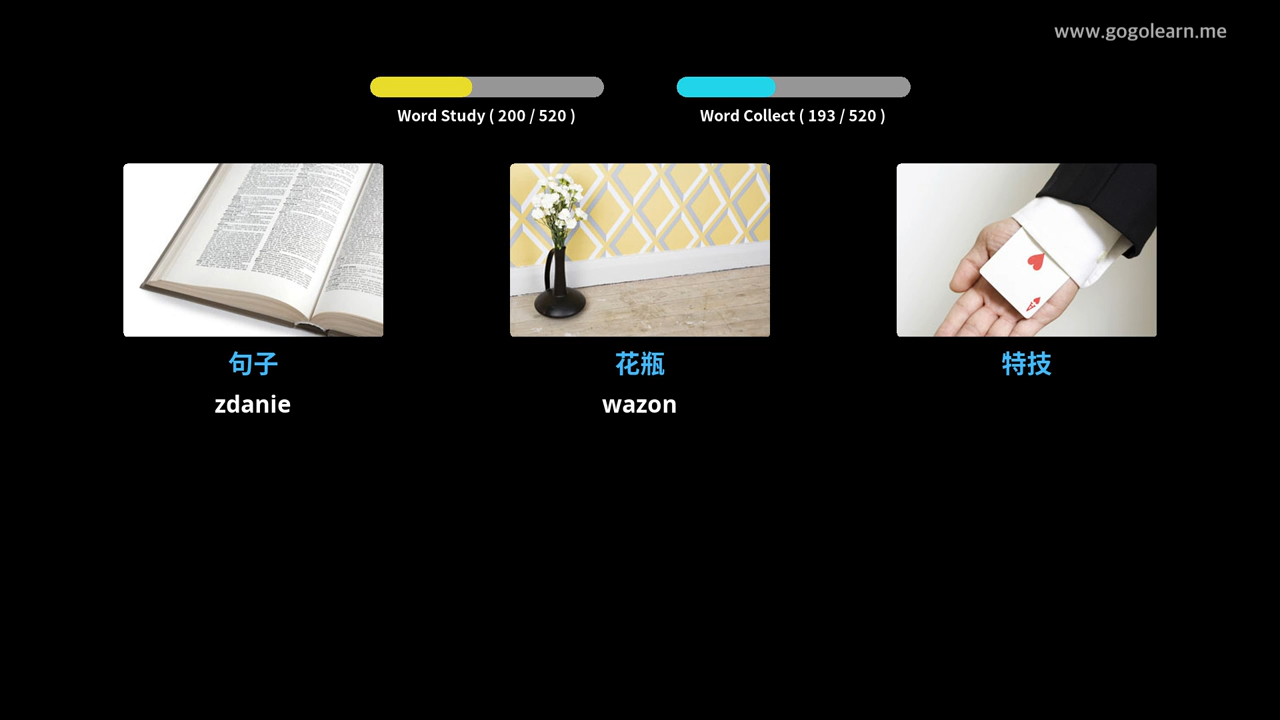 www.gogolearn.me
Word Study ( 200 / 520 )
Word Collect ( 193 / 520 )
句子
花瓶
特技
zdanie
wazon
A